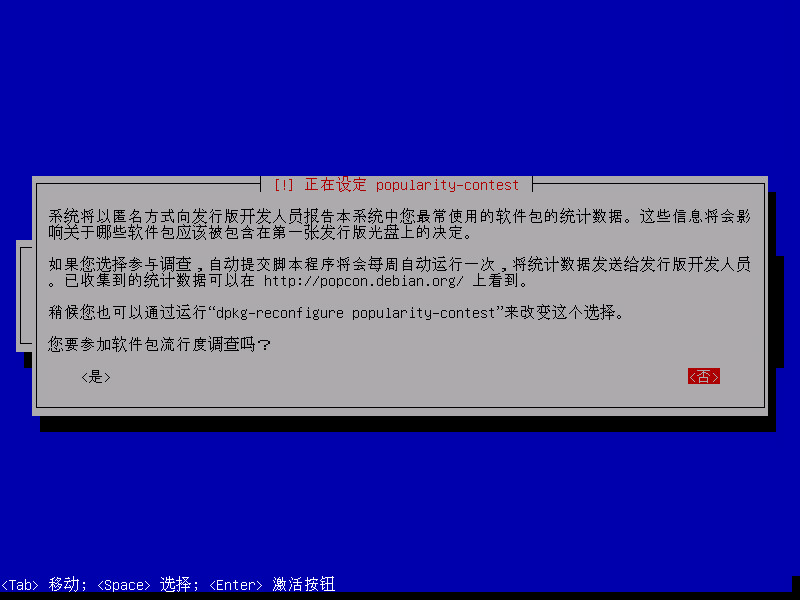 [!] 正在设定 popularity-contest
系统将以匿名方式向发行版开发人员报告本系统中您最常使用的软件包的统计数据。这些信息将会影
响关于哪些软件包应该被包含在第一张发行版光盘上的决定。
如果您选择参与调查,自动提交脚本程序将会每周自动运行一次,将统计数据发送给发行版开发人员
。已收集到的统计数据可以在 http://popcon.debian.org/ 上看到。
稍候您也可以通过运行“dpkg-reconfigure popularity-contest”来改变这个选择。
您要参加软件包流行度调查吗?
<是> <否>
<Tab> 移动; <Space> 选择; <Enter> 激活按钮